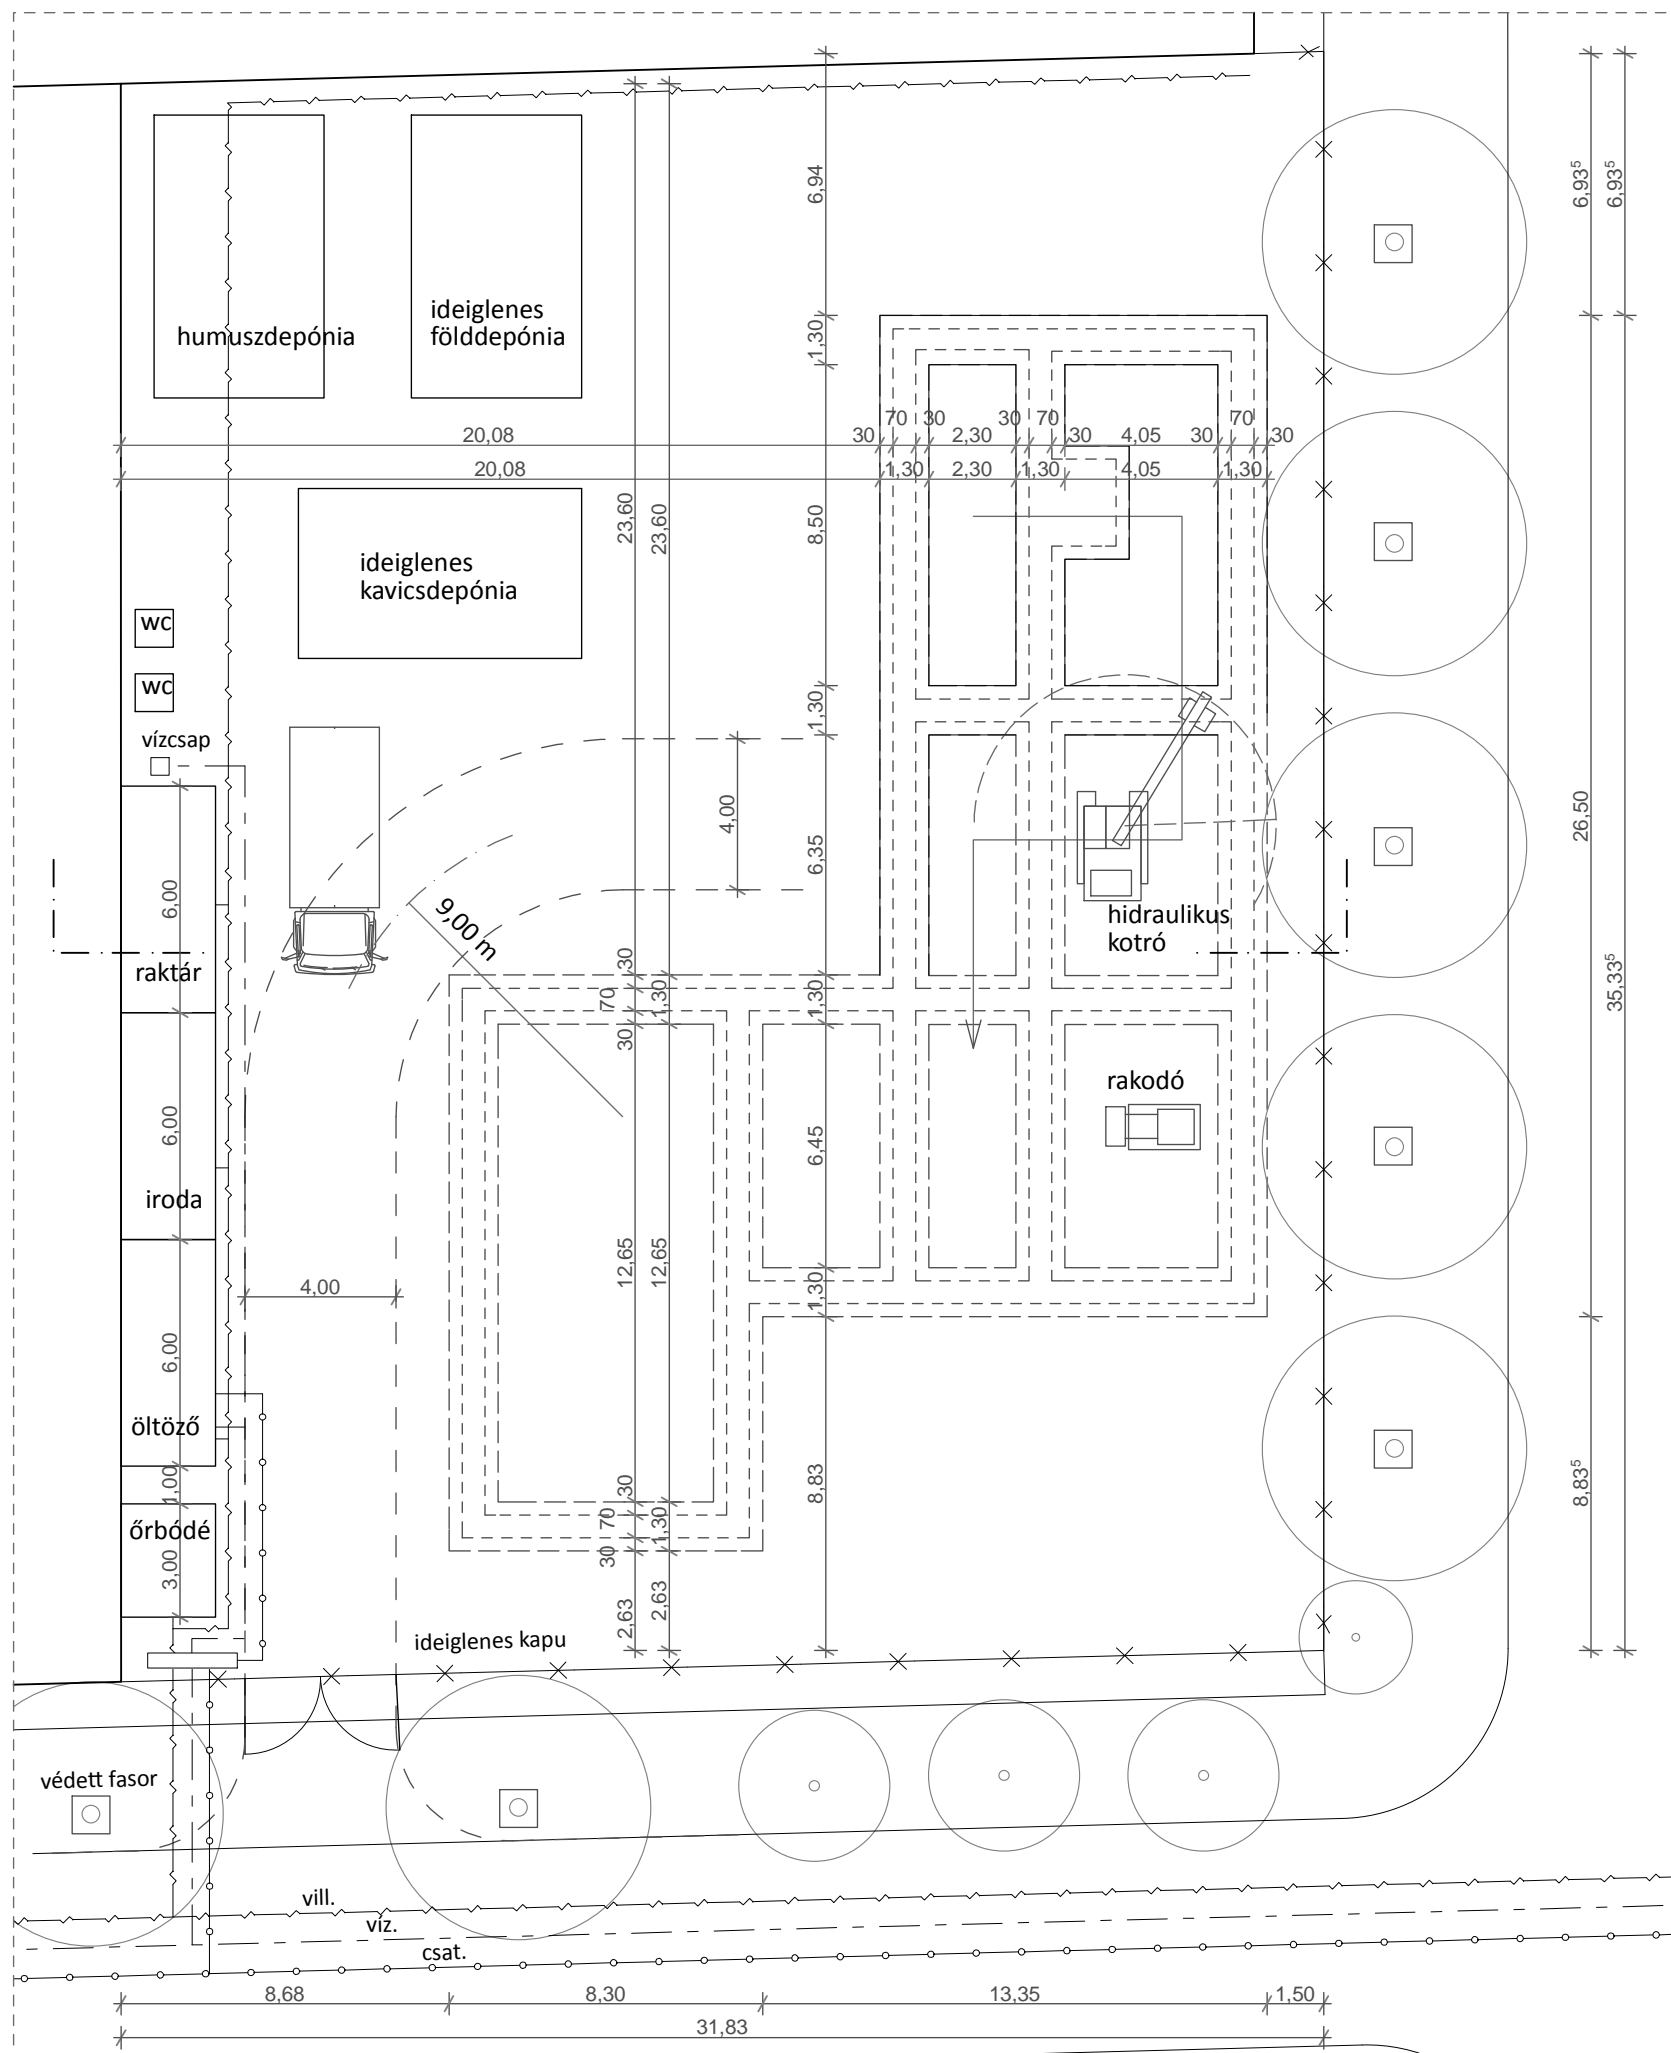 6,94
6,93⁵
6,93⁵
humuszdepónia
ideiglenes
földdepónia
1,30
70
30
30
70
70
20,08
30
2,30
30
4,05
30
30
20,08
1,30
2,30
1,30
4,05
1,30
23,60
23,60
8,50
ideiglenes
kavicsdepónia
wc
wc
vízcsap
1,30
4,00
6,35
26,50
6,00
9,00 m
hidraulikus
kotró
raktár
30
70
30
1,30
1,30
35,33⁵
rakodó
6,00
6,45
iroda
12,65
12,65
4,00
1,30
6,00
öltöző
1,00
30
70
30
1,30
8,83
8,83⁵
őrbódé
3,00
2,63
2,63
ideiglenes kapu
védett fasor
vill.
víz.
csat.
8,68
8,30
13,35
1,50
31,83